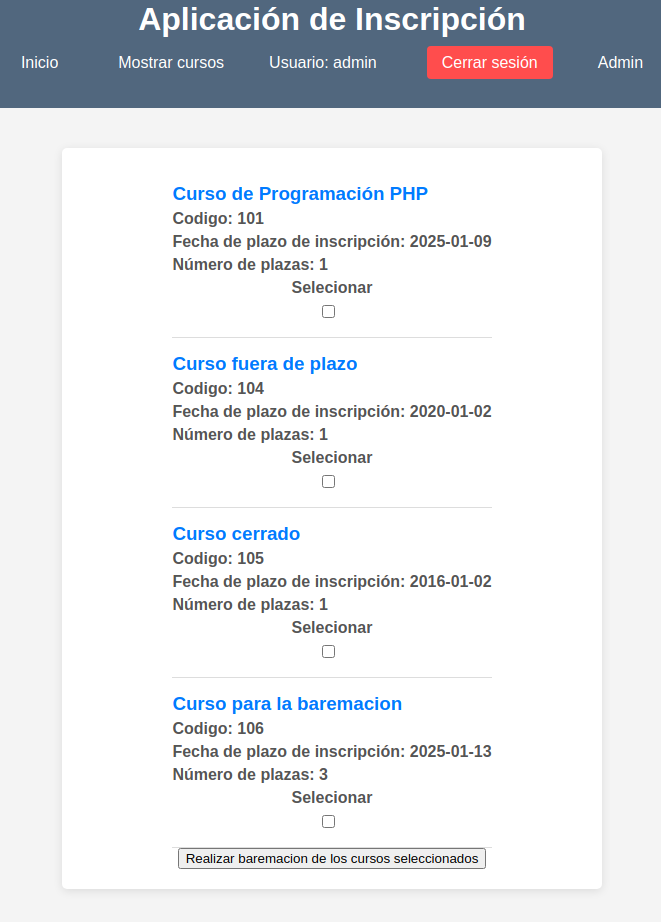 Aplicación de Inscripción
Inicio Mostrar cursos Usuario: admin Cerrar sesión Admin
Curso de Programación PHP
Codigo: 101
Fecha de plazo de inscripción: 2025-01-09
Número de plazas: 1
Selecionar
Curso fuera de plazo
Codigo: 104
Fecha de plazo de inscripción: 2020-01-02
Número de plazas: 1
Selecionar
Curso cerrado
Codigo: 105
Fecha de plazo de inscripción: 2016-01-02
Número de plazas: 1
Selecionar
Curso para la baremacion
Codigo: 106
Fecha de plazo de inscripción: 2025-01-13
Número de plazas: 3
Selecionar
Realizar baremacion de los cursos seleccionados